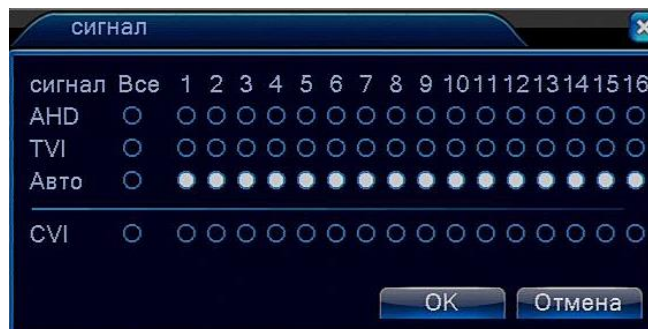 сигнал
сигнал Все 1 2 3 4 5 6 7 8 9 10 11 12 13 14 15 16
AHD
TVI
Авто
CVI
OK Отмена